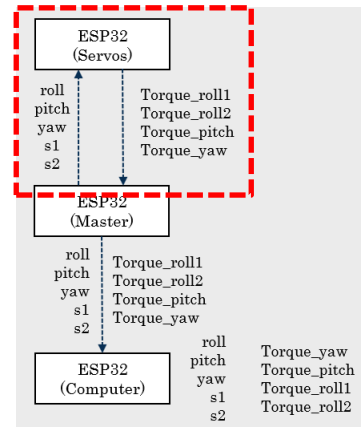 ESP32
(Servos)
roll
pitch
yaw
s1
s2
Torque_roll1
Torque_roll2
Torque_pitch
Torque_yaw
ESP32
(Master)
roll
pitch
yaw
s1
s2
Torque_roll1
Torque_roll2
Torque_pitch
Torque_yaw
ESP32
(Computer)
roll
pitch
yaw
s1
s2
Torque_yaw
Torque_pitch
Torque_roll1
Torque_roll2